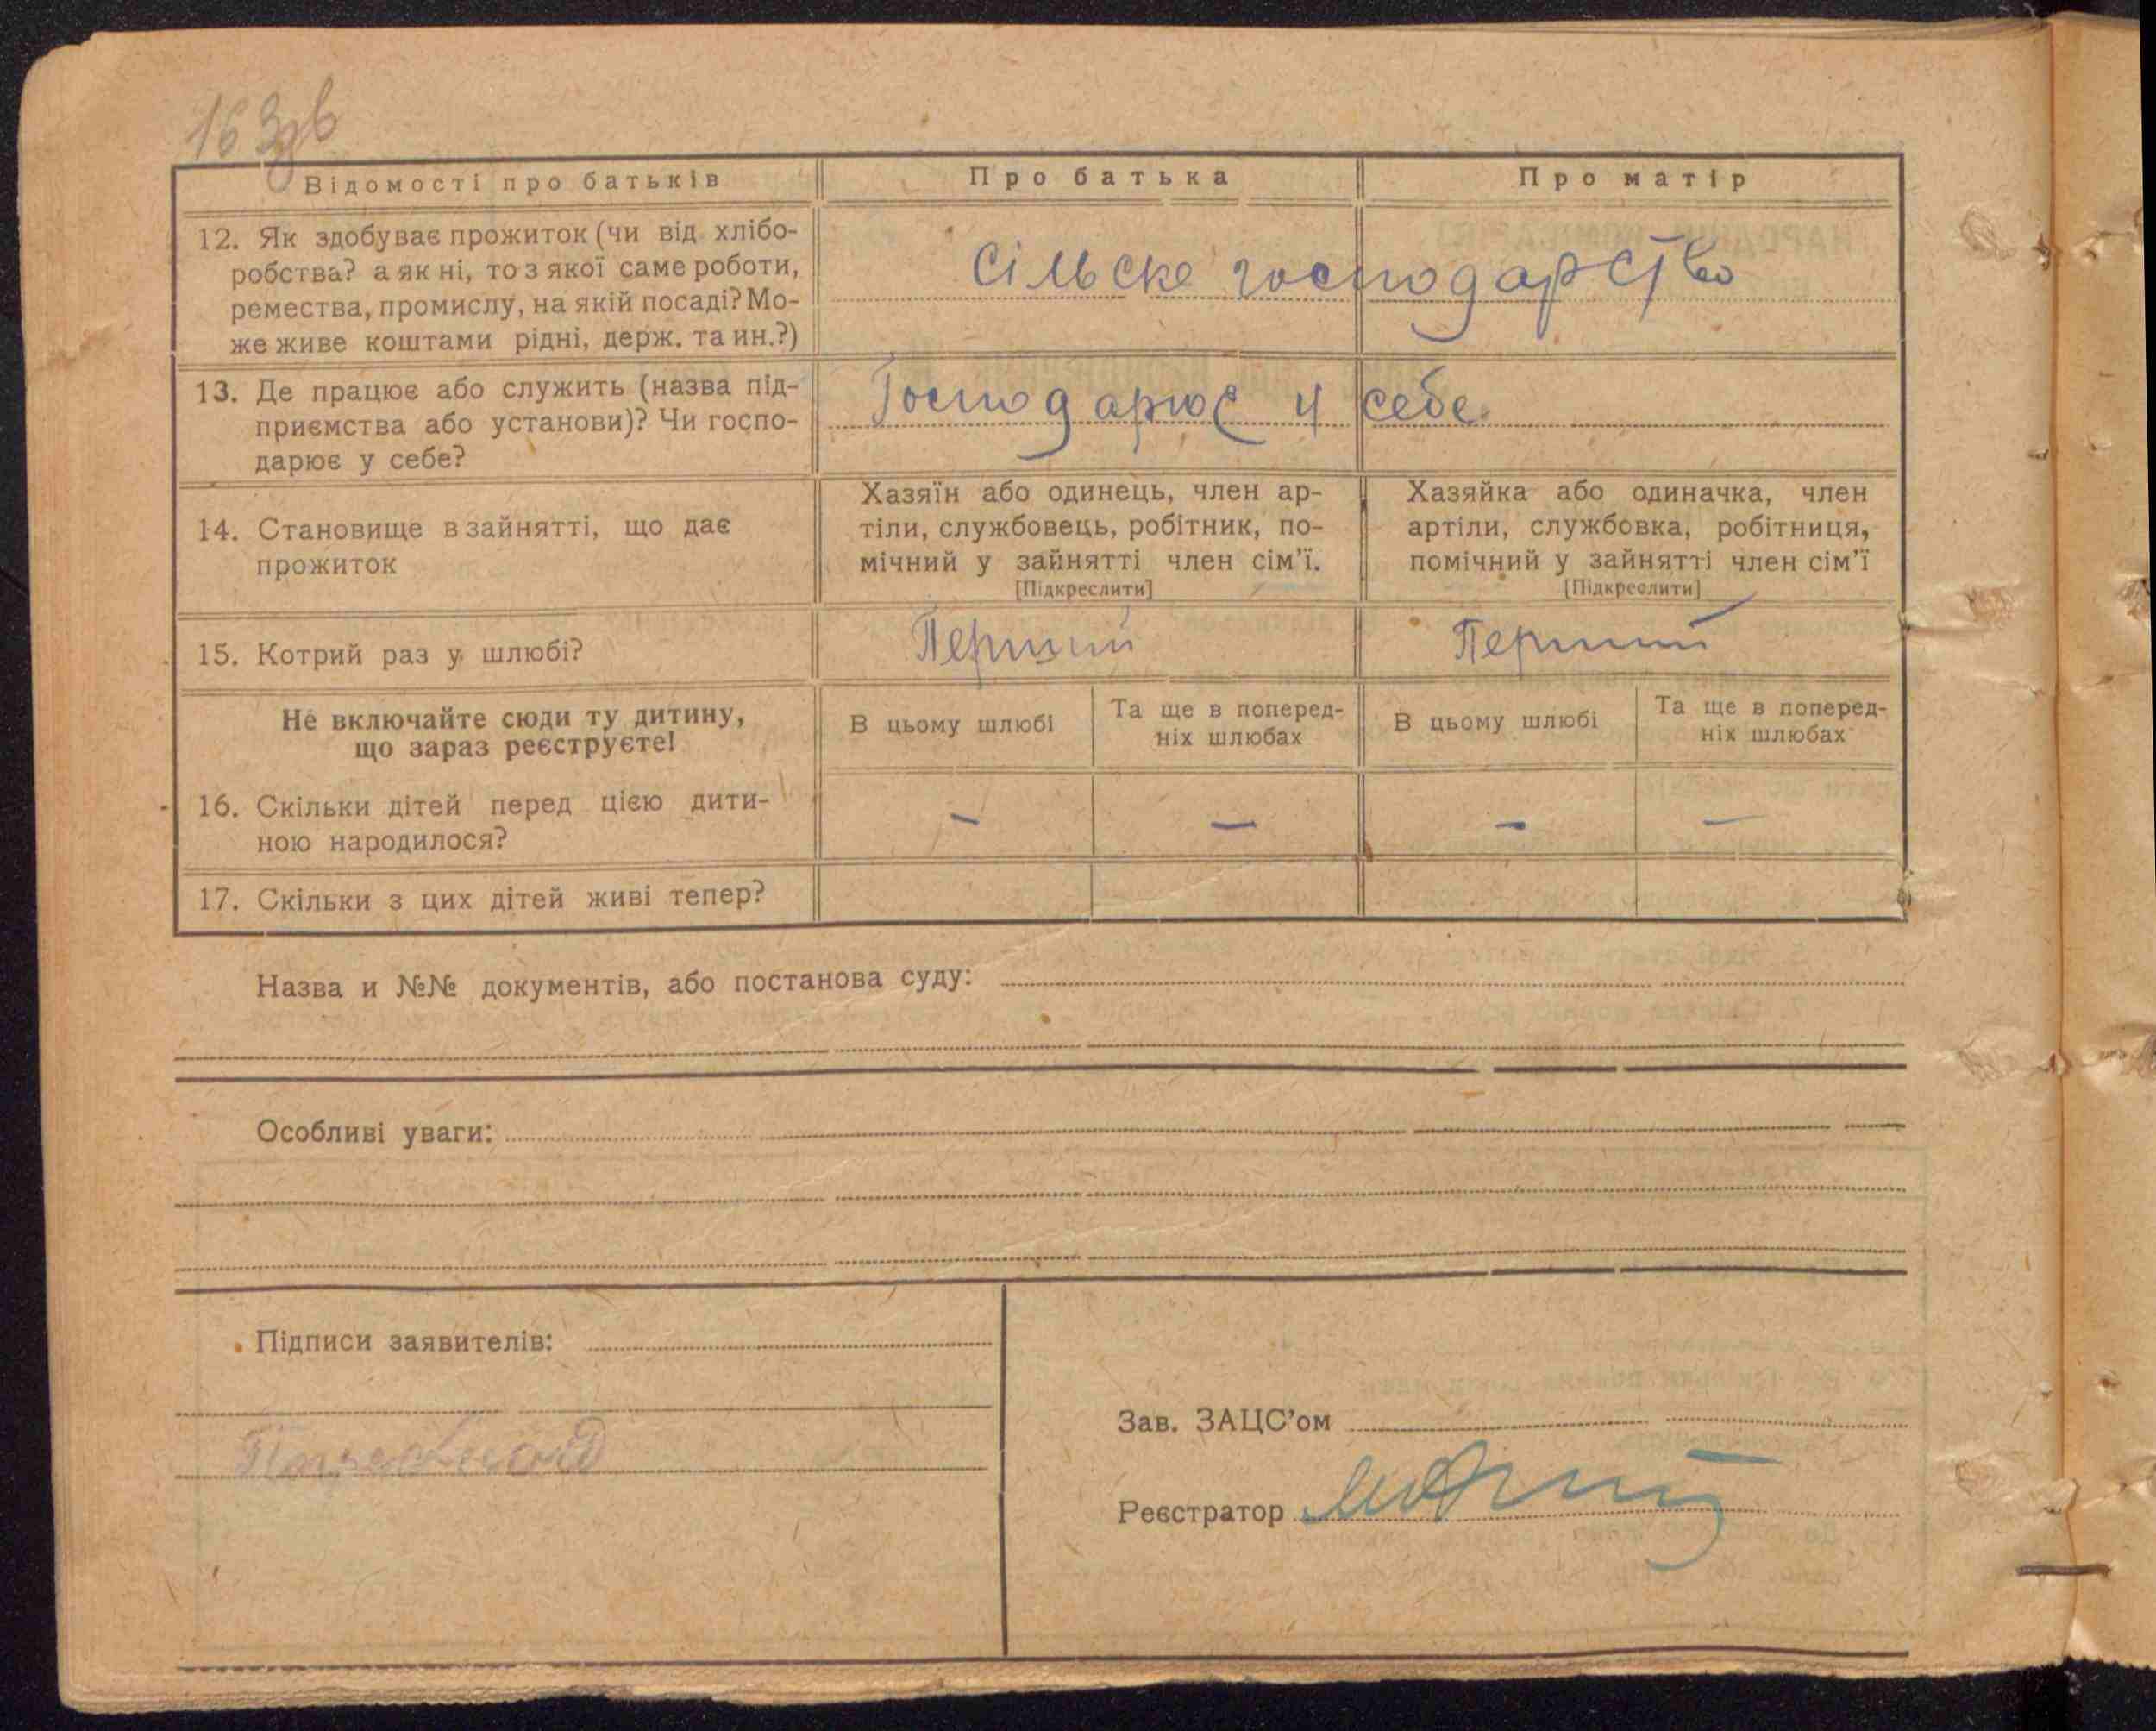 16 Ззв
Відомості про батьків
Про батька
Про матір
12. Як здобуває прожиток (чи від хлібо-
робства? а як ні, то з якої саме роботи,
ремества, промислу, на якій посаді? Мо-
же живе коштами рідні, держ. та ин.?)
Сільске господарство
13. Де працює або служить (назва під-
приємства або установи)? Чи госпо-
дарює у себе?
Господарює у себе
14. Становище в зайнятті, що дає
прожиток
Хазяїн або одинець, член ар-
тіли, службовець, робітник, по-
мічний у зайнятті член сім'ї.
[Підкреслити]
Хазяйка або одиначка, член
артіли, службовка, робітниця,
помічний у зайнятті член сім'ї
[Підкреслити]
15. Котрий раз у шлюбі?
Перший
Перший
Не включайте сюди ту дитину,
що зараз реєструєте!
В цьому шлюбі
Та ще в поперед-
ніх шлюбах
В цьому шлюбі
Та ще в поперед-
ніх шлюбах
16. Скільки дітей перед цією дити-
ною народилося?
— — — —
17. Скільки з цих дітей живі тепер?
Назва и №№ документів, або постанова суду:
Особливі уваги:
Підписи заявителів:
Зав. ЗАЦС'ом
Реєстратор